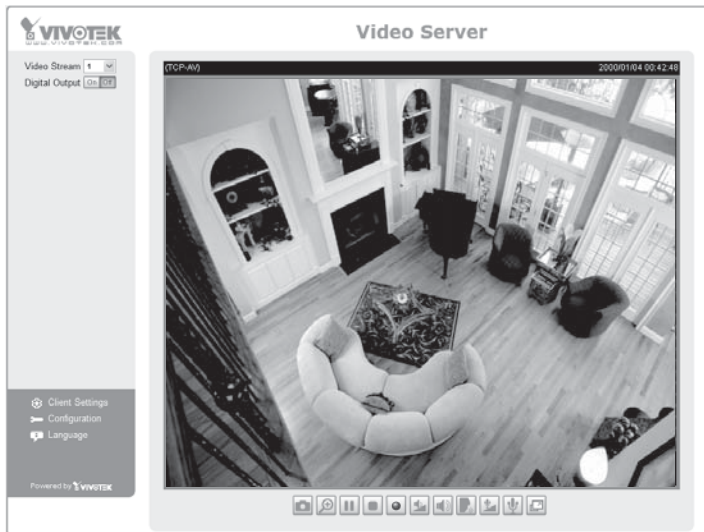 VIVOTEK
www.vivotek.com
Video Server
Video Stream 1
Digital Output On Off
(TCP-AV) 2000/01/04 00:42:48
Client Settings
Configuration
Language
Powered by VIVOTEK